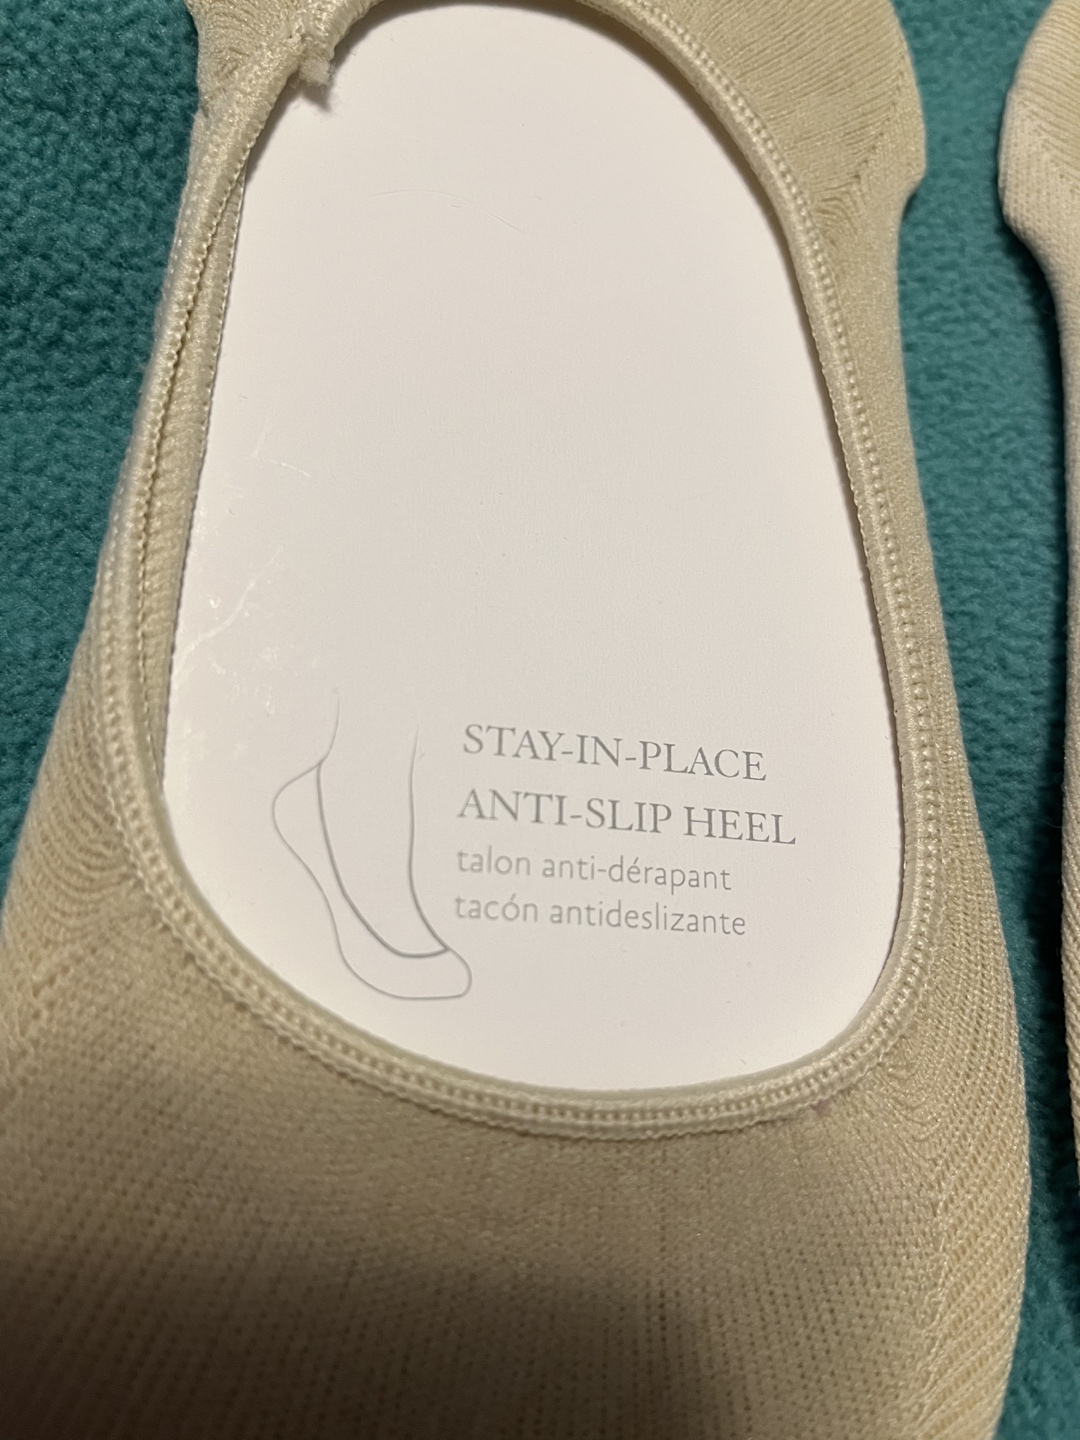 STAY-IN-PLACE
ANTI-SLIP HEEL
talon anti-dérapant
tacón antideslizante